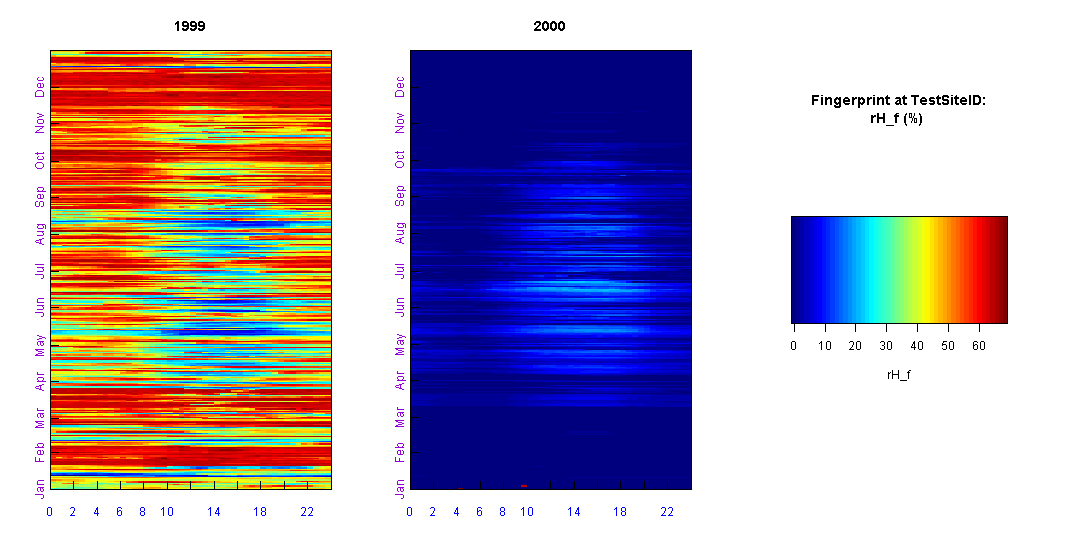 1999
2000
Dec
Nov
Oct
Sep
Aug
Jul
Jun
May
Apr
Mar
Feb
Jan
0 2 4 6 8 10 14 18 22
Dec
Nov
Oct
Sep
Aug
Jul
Jun
May
Apr
Mar
Feb
Jan
0 2 4 6 8 10 14 18 22
Fingerprint at TestSiteID:
rH_f (%)
0 10 20 30 40 50 60
rH_f